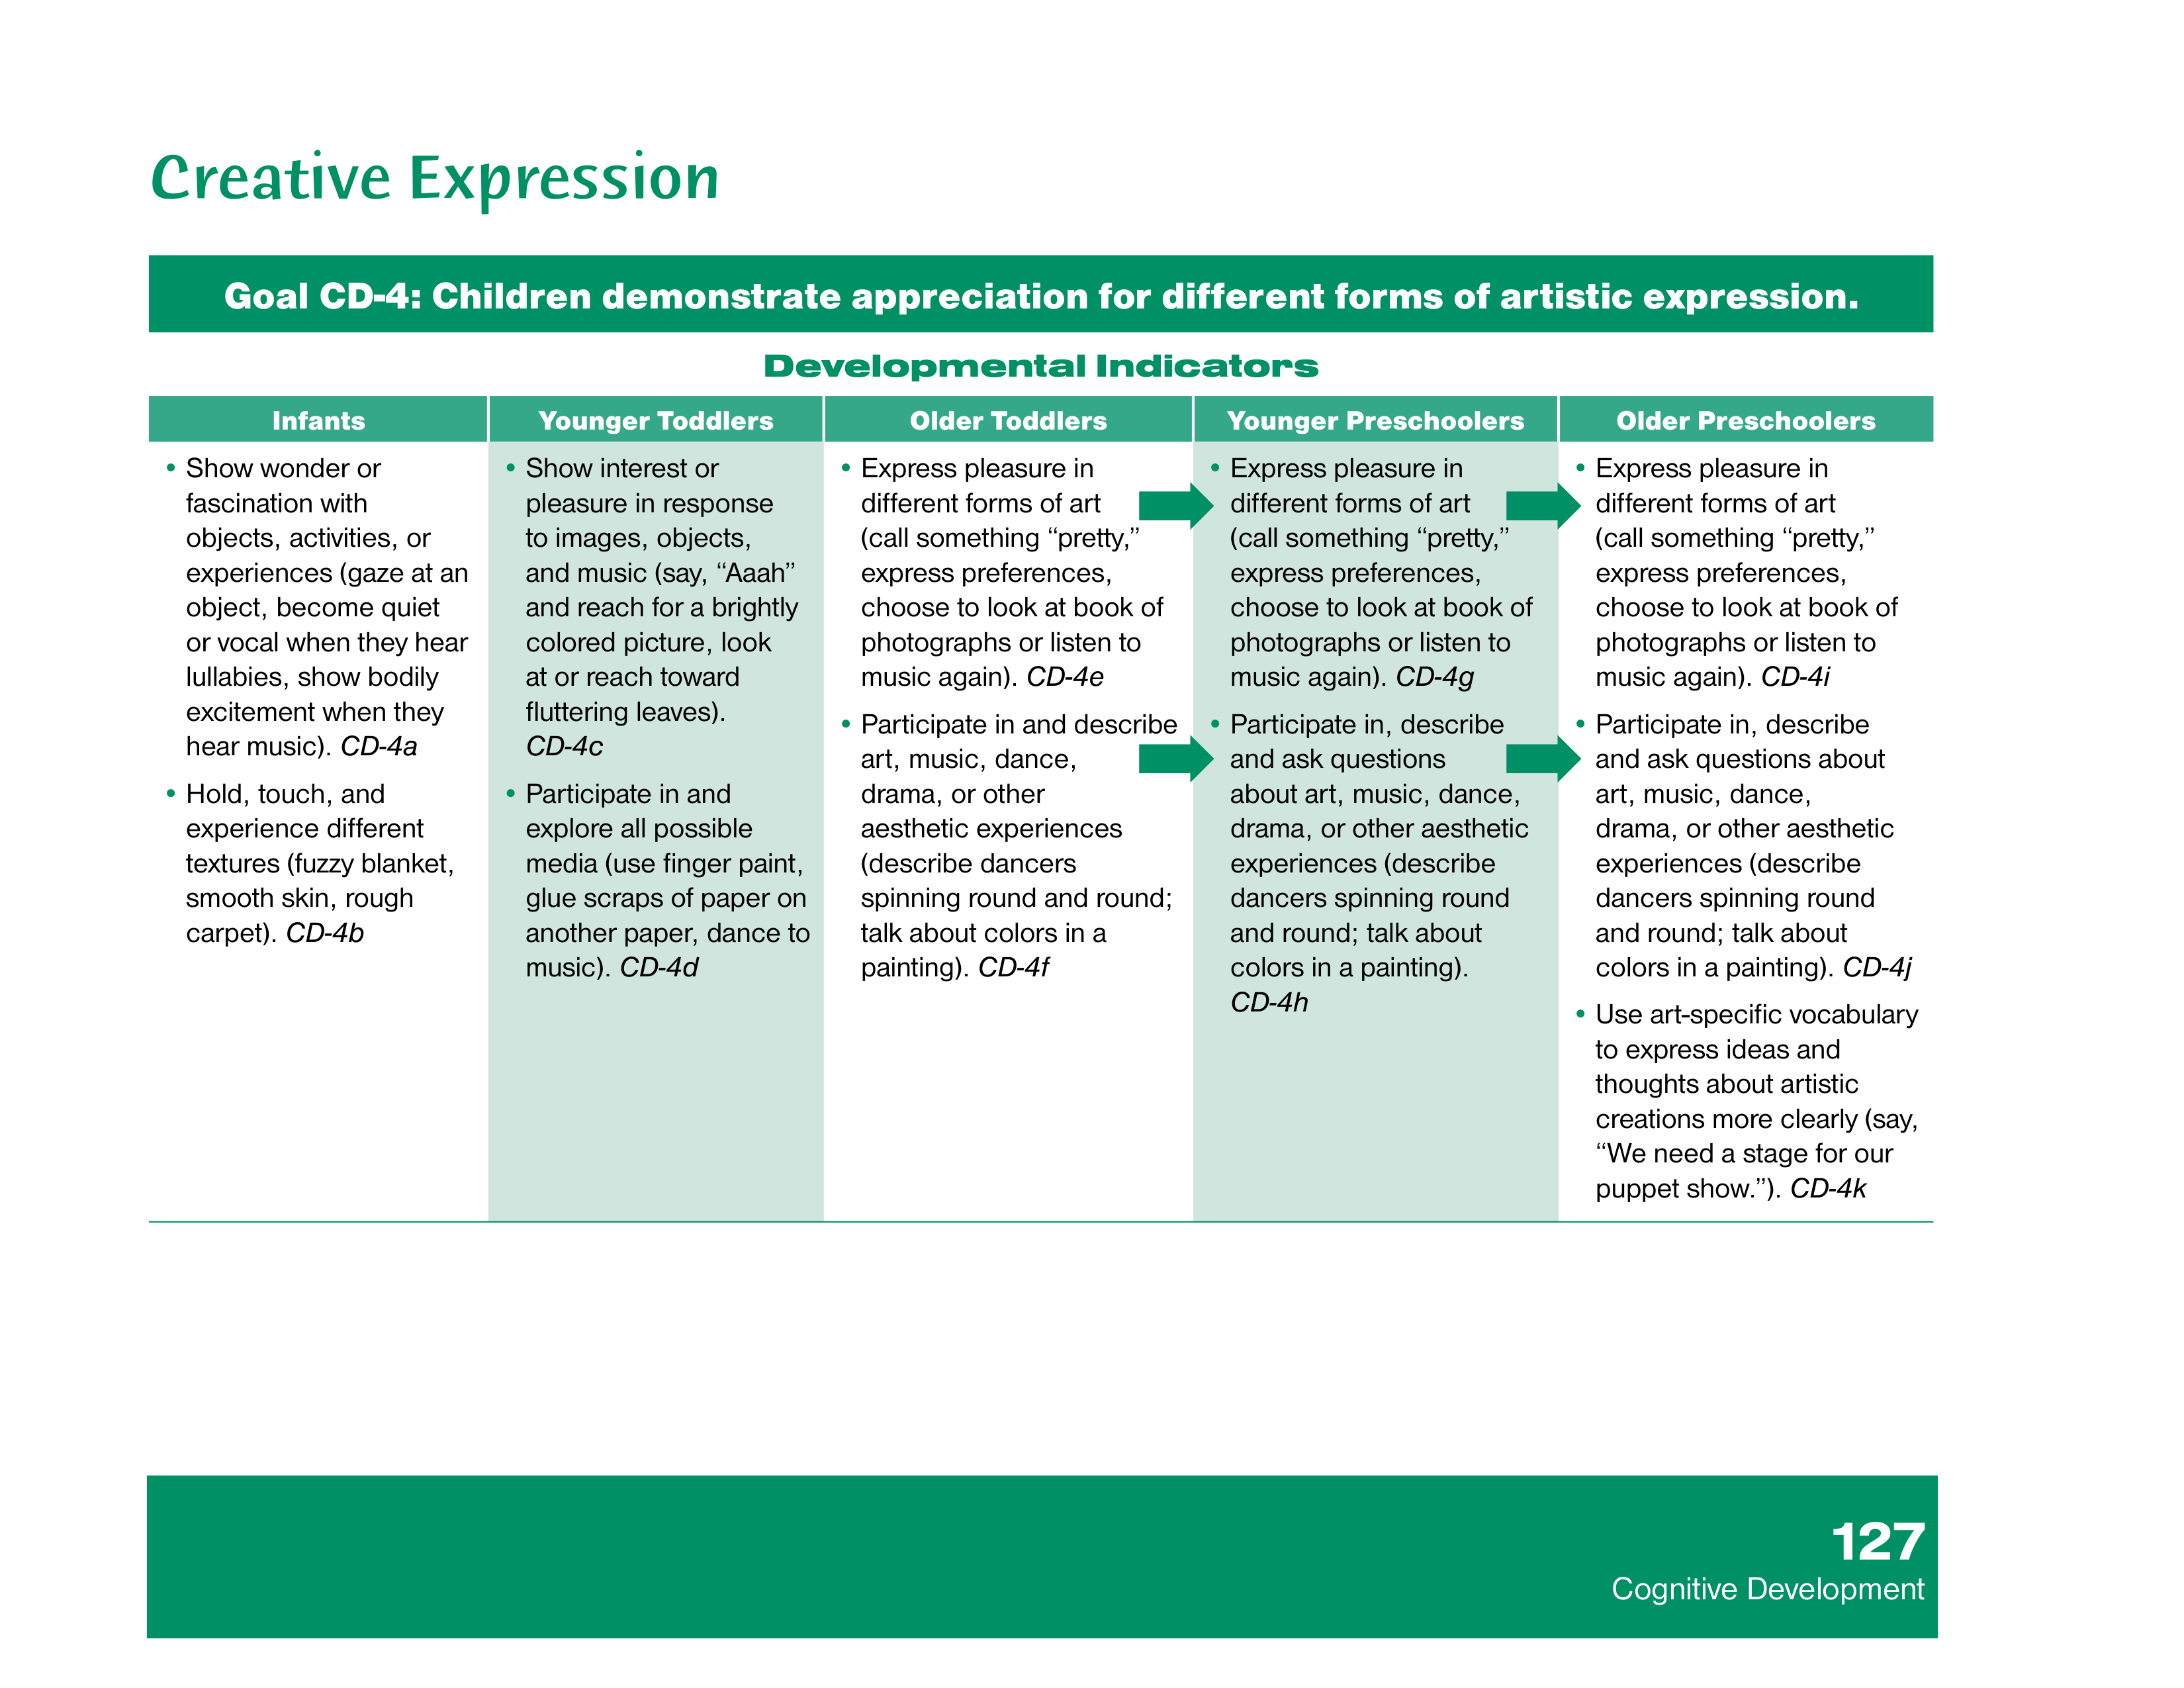 Creative Expression
Goal CD-4: Children demonstrate appreciation for different forms of artistic expression.
Developmental Indicators
Infants
• Show wonder or
fascination with
objects, activities, or
experiences (gaze at an
object, become quiet
or vocal when they hear
lullabies, show bodily
excitement when they
hear music). CD-4a
• Hold, touch, and
experience different
textures (fuzzy blanket,
smooth skin, rough
carpet). CD-4b
Younger Toddlers
• Show interest or
pleasure in response
to images, objects,
and music (say, “Aaah”
and reach for a brightly
colored picture, look
at or reach toward
fluttering leaves).
CD-4c
• Participate in and
explore all possible
media (use finger paint,
glue scraps of paper on
another paper, dance to
music). CD-4d
Older Toddlers
• Express pleasure in
different forms of art
(call something “pretty,”
express preferences,
choose to look at book of
photographs or listen to
music again). CD-4e
• Participate in and describe
art, music, dance,
drama, or other
aesthetic experiences
(describe dancers
spinning round and round;
talk about colors in a
painting). CD-4f
Younger Preschoolers
• Express pleasure in
different forms of art
(call something “pretty,”
express preferences,
choose to look at book of
photographs or listen to
music again). CD-4g
• Participate in, describe
and ask questions
about art, music, dance,
drama, or other aesthetic
experiences (describe
dancers spinning round
and round; talk about
colors in a painting).
CD-4h
Older Preschoolers
• Express pleasure in
different forms of art
(call something “pretty,”
express preferences,
choose to look at book of
photographs or listen to
music again). CD-4i
• Participate in, describe
and ask questions about
art, music, dance,
drama, or other aesthetic
experiences (describe
dancers spinning round
and round; talk about
colors in a painting). CD-4j
• Use art-specific vocabulary
to express ideas and
thoughts about artistic
creations more clearly (say,
“We need a stage for our
puppet show.”). CD-4k
127
Cognitive Development